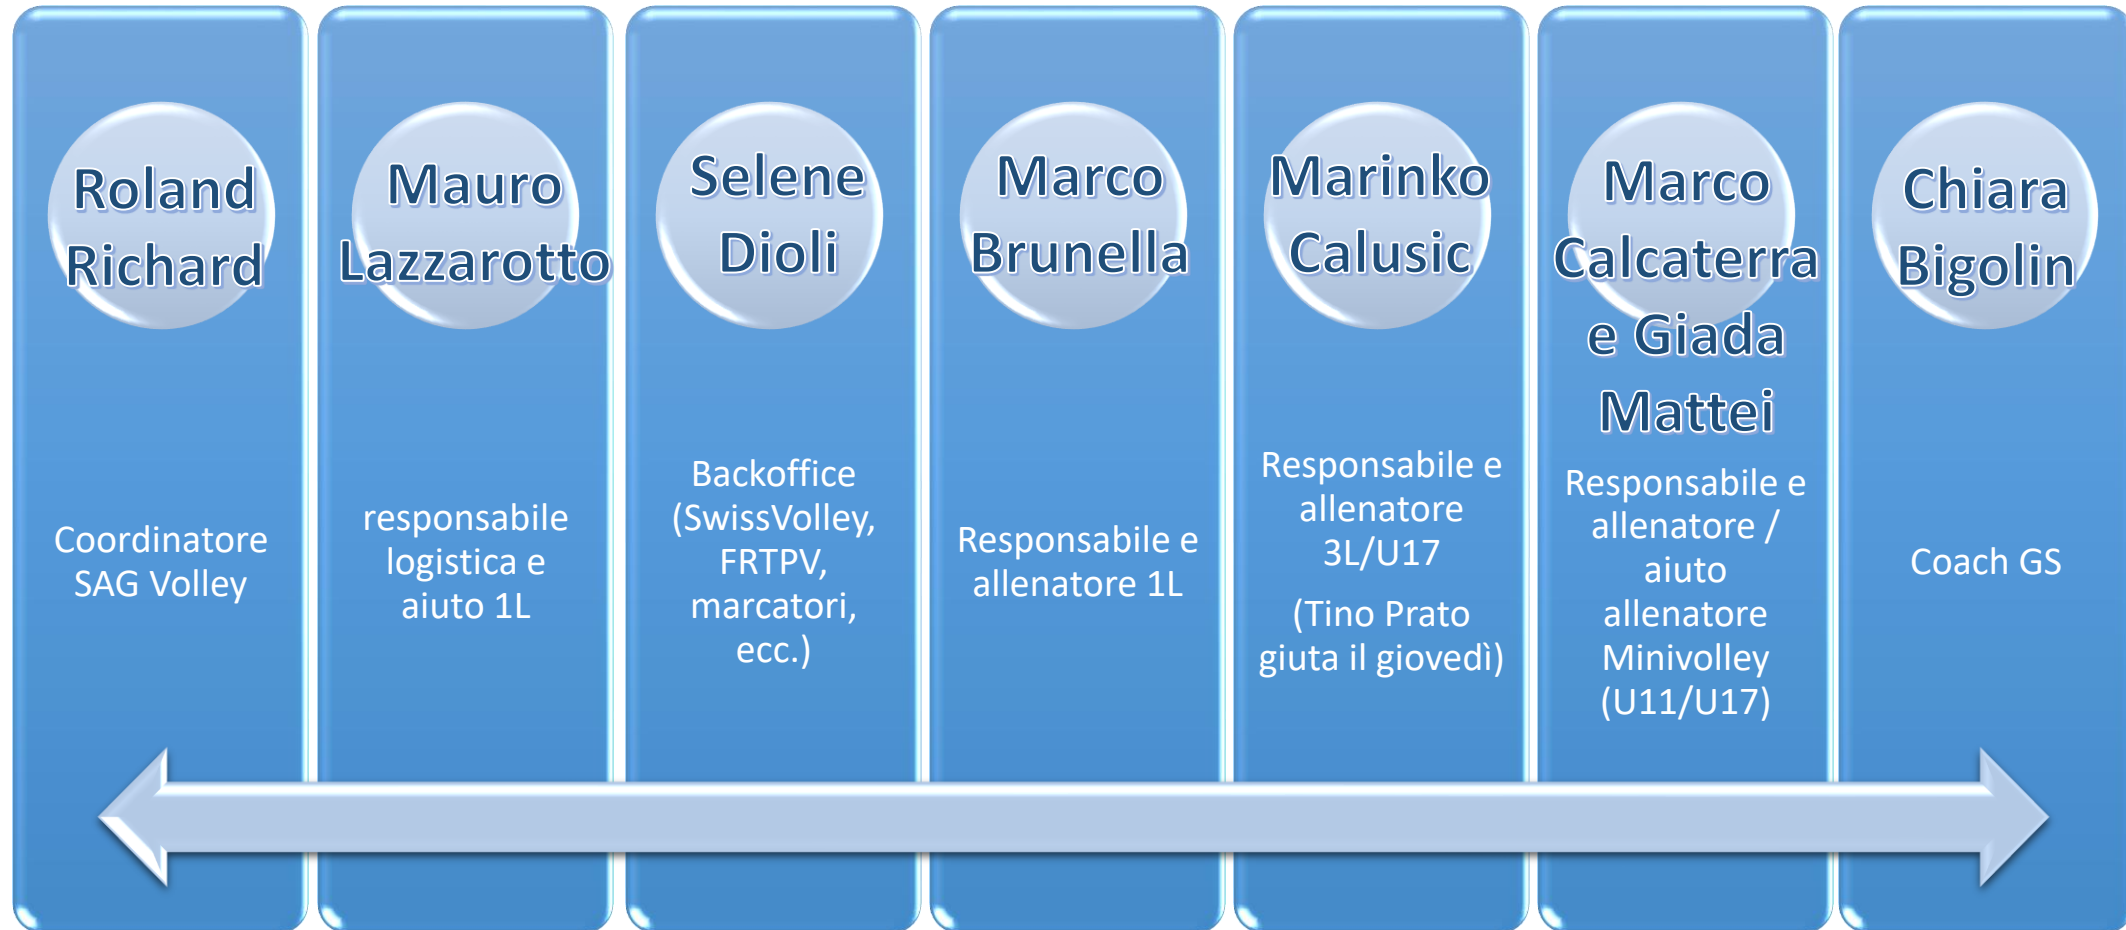 Roland
Richard
Coordinatore
SAG Volley
Mauro
Lazzarotto
responsabile
logistica e
aiuto 1L
Selene
Dioli
Backoffice
(SwissVolley,
FRTPV,
marcatori,
ecc.)
Marco
Brunella
Responsabile e
allenatore 1L
Marinko
Calusic
Responsabile e
allenatore
3L/U17
(Tino Prato
giuta il giovedì)
Marco
Calcaterra
e Giada
Mattei
Responsabile e
allenatore /
aiuto
allenatore
Minivolley
(U11/U17)
Chiara
Bigolin
Coach GS